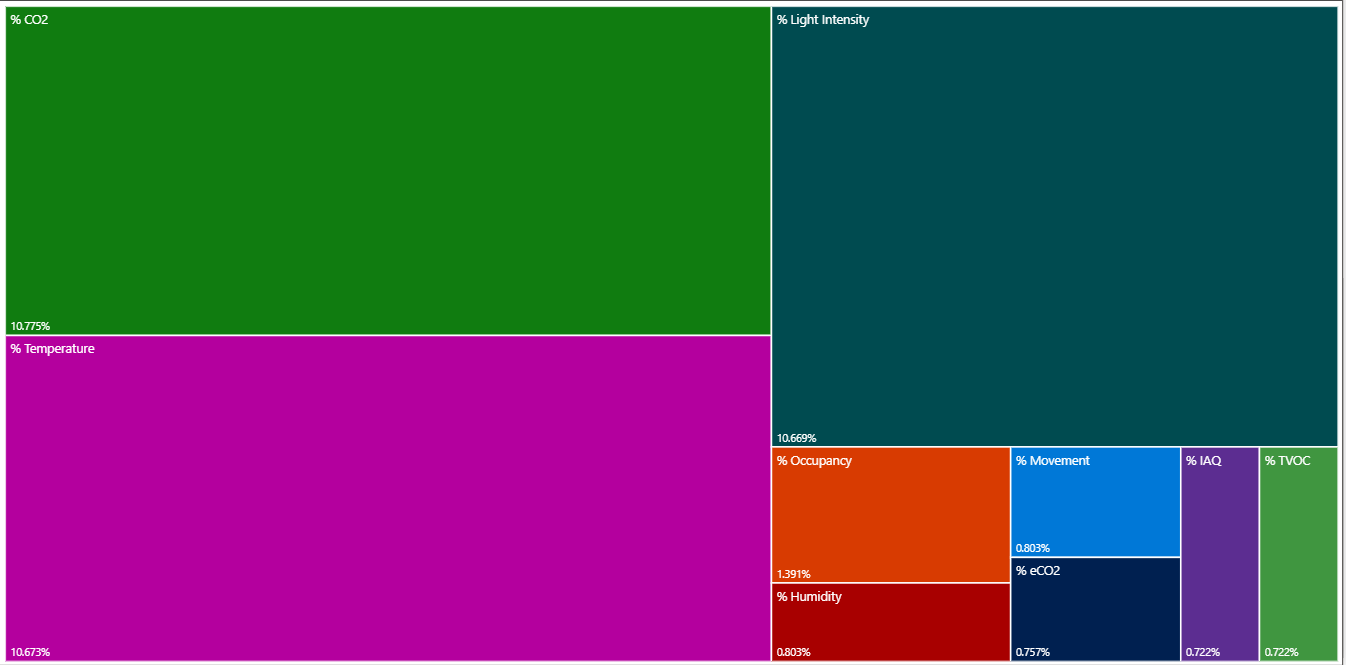 % CO2
10.775%
% Temperature
10.673%
% Light Intensity
10.669%
% Occupancy
1.391%
% Humidity
0.803%
% Movement
0.803%
% eCO2
0.757%
% IAQ
0.722%
% TVOC
0.722%